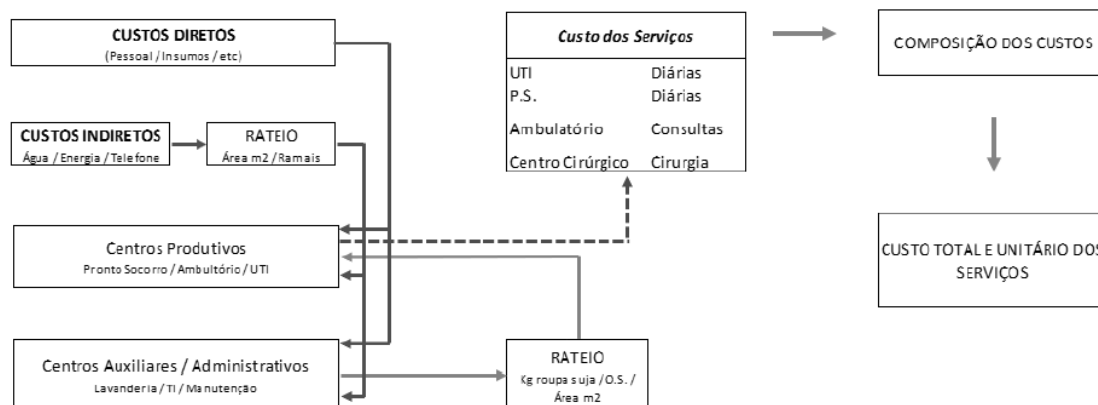 CUSTOS DIRETOS
(Pessoal / Insumos / etc)
CUSTOS INDIRETOS
Água / Energia / Telefone
RATEIO
Área m2 / Ramais
Centros Produtivos
Pronto Socorro / Ambultório / UTI
Centros Auxiliares / Administrativos
Lavanderia / TI / Manutenção
RATEIO
Kg roupa suja / O.S. /
Área m2
Custo dos Serviços
UTI Diárias
P.S. Diárias
Ambulatório Consultas
Centro Cirúrgico Cirurgia
COMPOSIÇÃO DOS CUSTOS
CUSTO TOTAL E UNITÁRIO DOS
SERVIÇOS